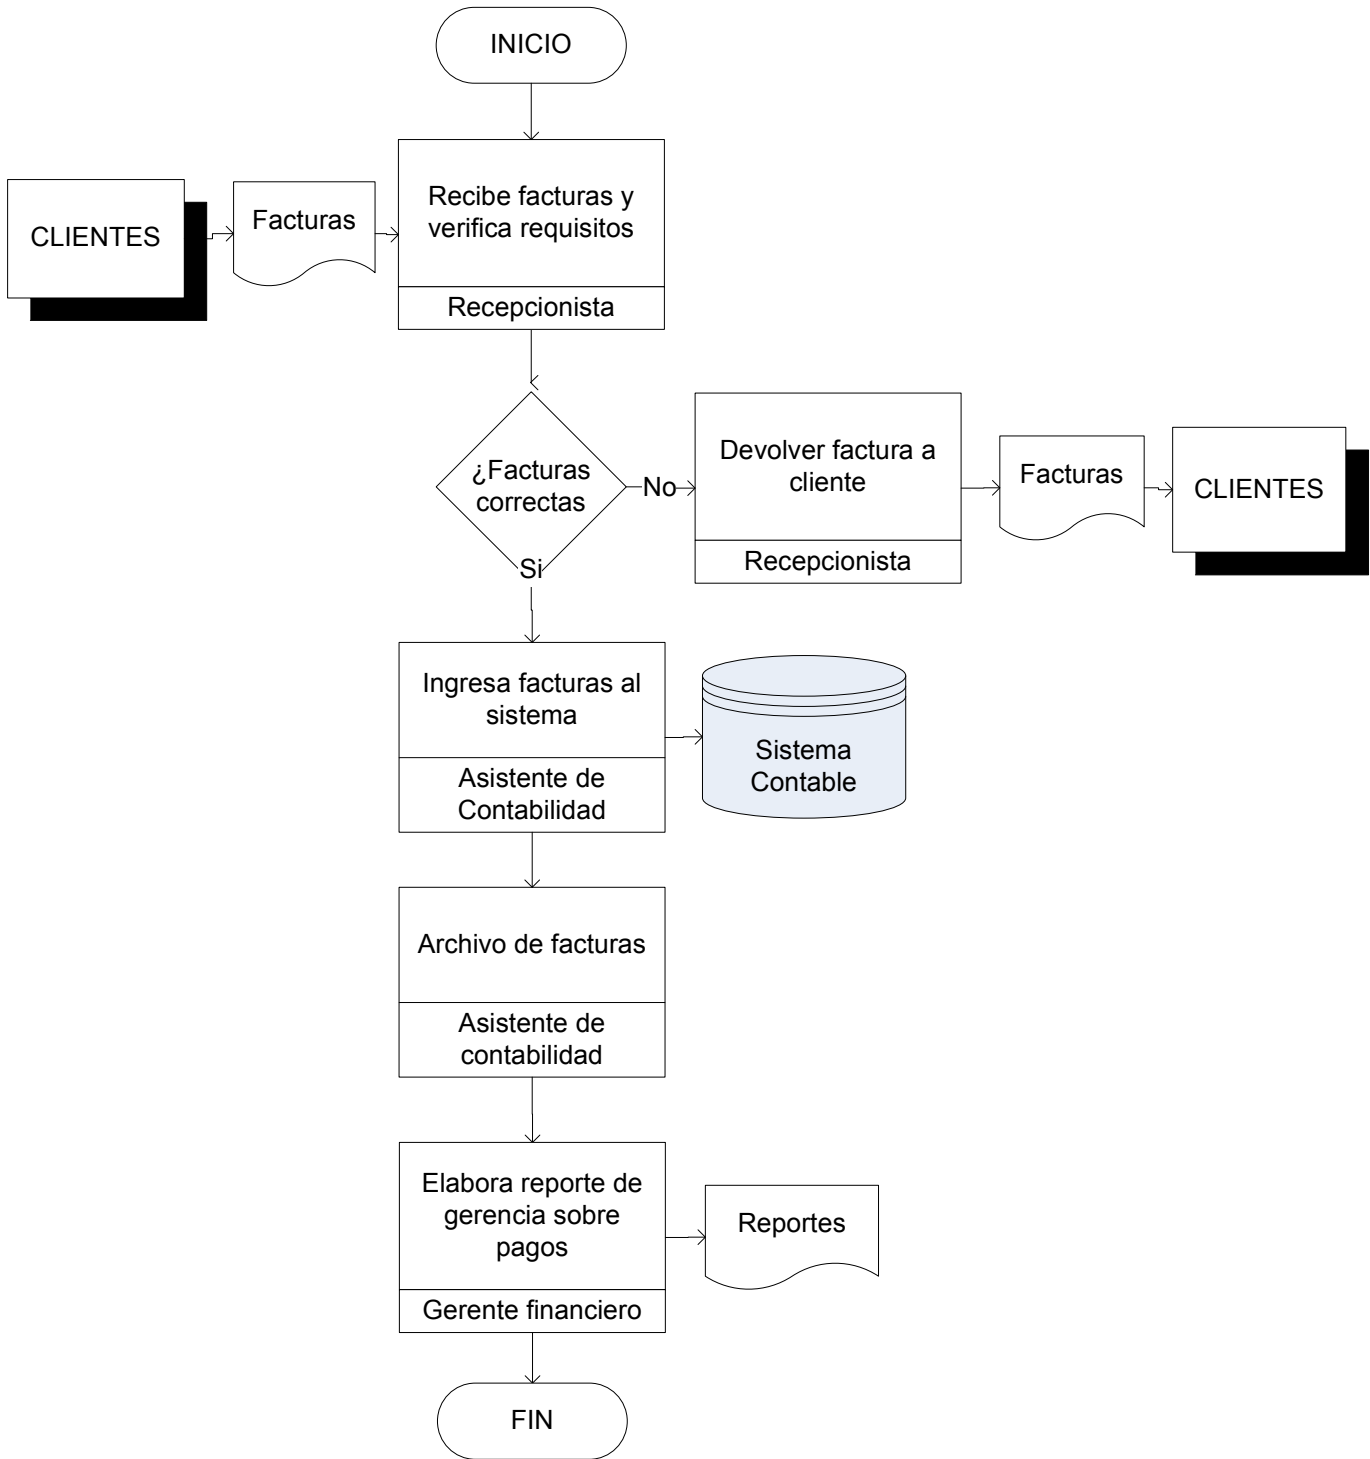 INICIO
Recibe facturas y
verifica requisitos
Recepcionista
CLIENTES
Facturas
¿Facturas
correctas
No
Si
Devolver factura a
cliente
Recepcionista
Facturas
CLIENTES
Ingresa facturas al
sistema
Asistente de
Contabilidad
Sistema
Contable
Archivo de facturas
Asistente de
contabilidad
Elabora reporte de
gerencia sobre
pagos
Gerente financiero
Reportes
FIN